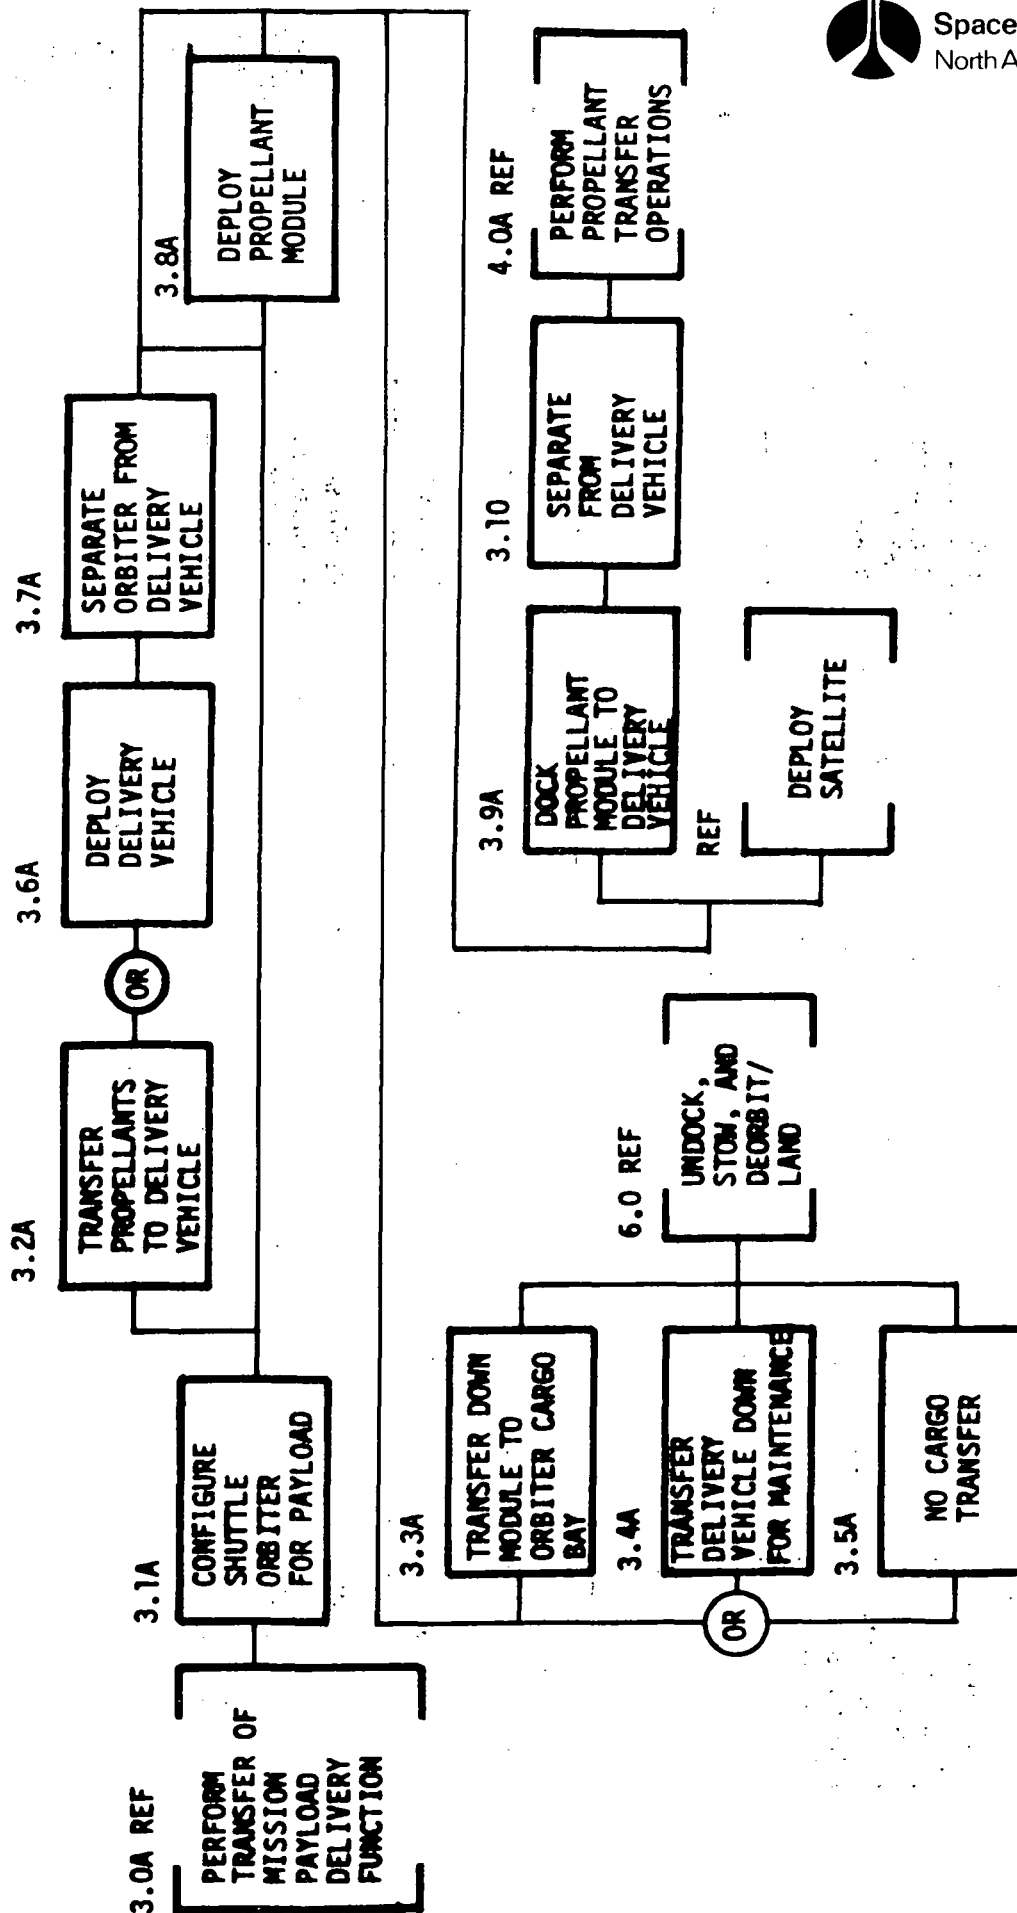 3.0A REF
PERFORM
TRANSFER OF
MISSION
PAYLOAD
DELIVERY
FUNCTION
3.1A
CONFIGURE
SHUTTLE
ORBITER
FOR PAYLOAD
3.2A
TRANSFER
PROPELLANTS
TO DELIVERY
VEHICLE
OR
3.6A
DEPLOY
DELIVERY
VEHICLE
3.7A
SEPARATE
ORBITER FROM
DELIVERY
VEHICLE
3.8A
DEPLOY
PROPELLANT
MODULE
3.3A
TRANSFER DOWN
MODULE TO
ORBITER CARGO
BAY
OR
3.4A
TRANSFER
DELIVERY
VEHICLE DOWN
FOR MAINTENANCE
3.5A
NO CARGO
TRANSFER
6.0 REF
UNDOCK,
STOW, AND
DEORBIT/
LAND
3.9A
DOCK
PROPELLANT
MODULE TO
DELIVERY
VEHICLE
REF
DEPLOY
SATELLITE
3.10
SEPARATE
FROM
DELIVERY
VEHICLE
4.0A REF
PERFORM
PROPELLANT
TRANSFER
OPERATIONS
Space
North A